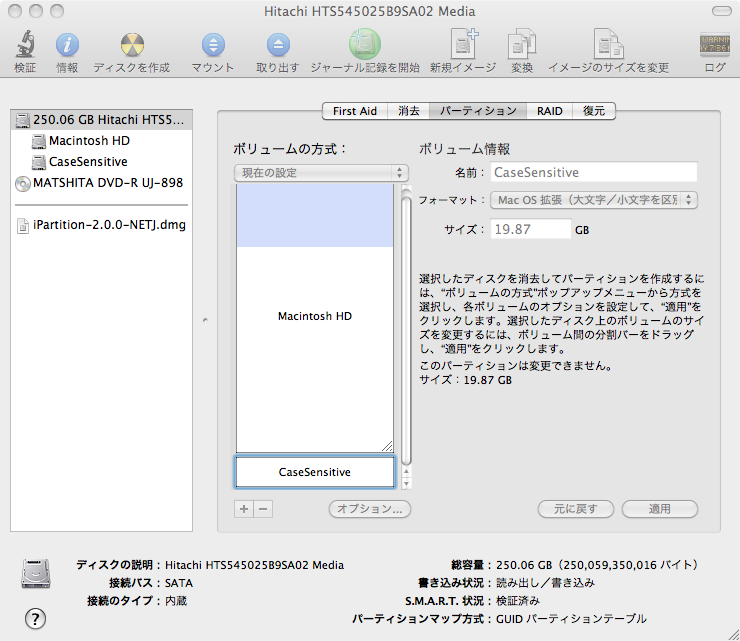 Hitachi HTS545025B9SA02 Media
検証
情報
ディスクを作成
マウント
取り出す
ジャーナル記録を開始
新規イメージ
変換
イメージのサイズを変更
ログ
250.06 GB Hitachi HTS5...
Macintosh HD
CaseSensitive
MATSHITA DVD-R UJ-898
iPartition-2.0.0-NETJ.dmg
First Aid
消去
パーティション
RAID
復元
ボリュームの方式：
現在の設定
Macintosh HD
CaseSensitive
オプション...
ボリューム情報
名前： CaseSensitive
フォーマット： Mac OS 拡張（大文字／小文字を区別
サイズ： 19.87 GB
選択したディスクを消去してパーティションを作成するに
は、“ボリュームの方式”ポップアップメニューから方式を
選択し、各ボリュームのオプションを設定して、“適用”を
クリックします。選択したディスク上のボリュームのサイ
ズを変更するには、ボリューム間の分割バーをドラッグ
し、“適用”をクリックします。
このパーティションは変更できません。
サイズ：19.87 GB
元に戻す
適用
ディスクの説明：Hitachi HTS545025B9SA02 Media
接続バス：SATA
接続のタイプ：内蔵
総容量：250.06 GB（250,059,350,016 バイト）
書き込み状況：読み出し／書き込み
S.M.A.R.T. 状況：検証済み
パーティションマップ方式：GUID パーティションテーブル